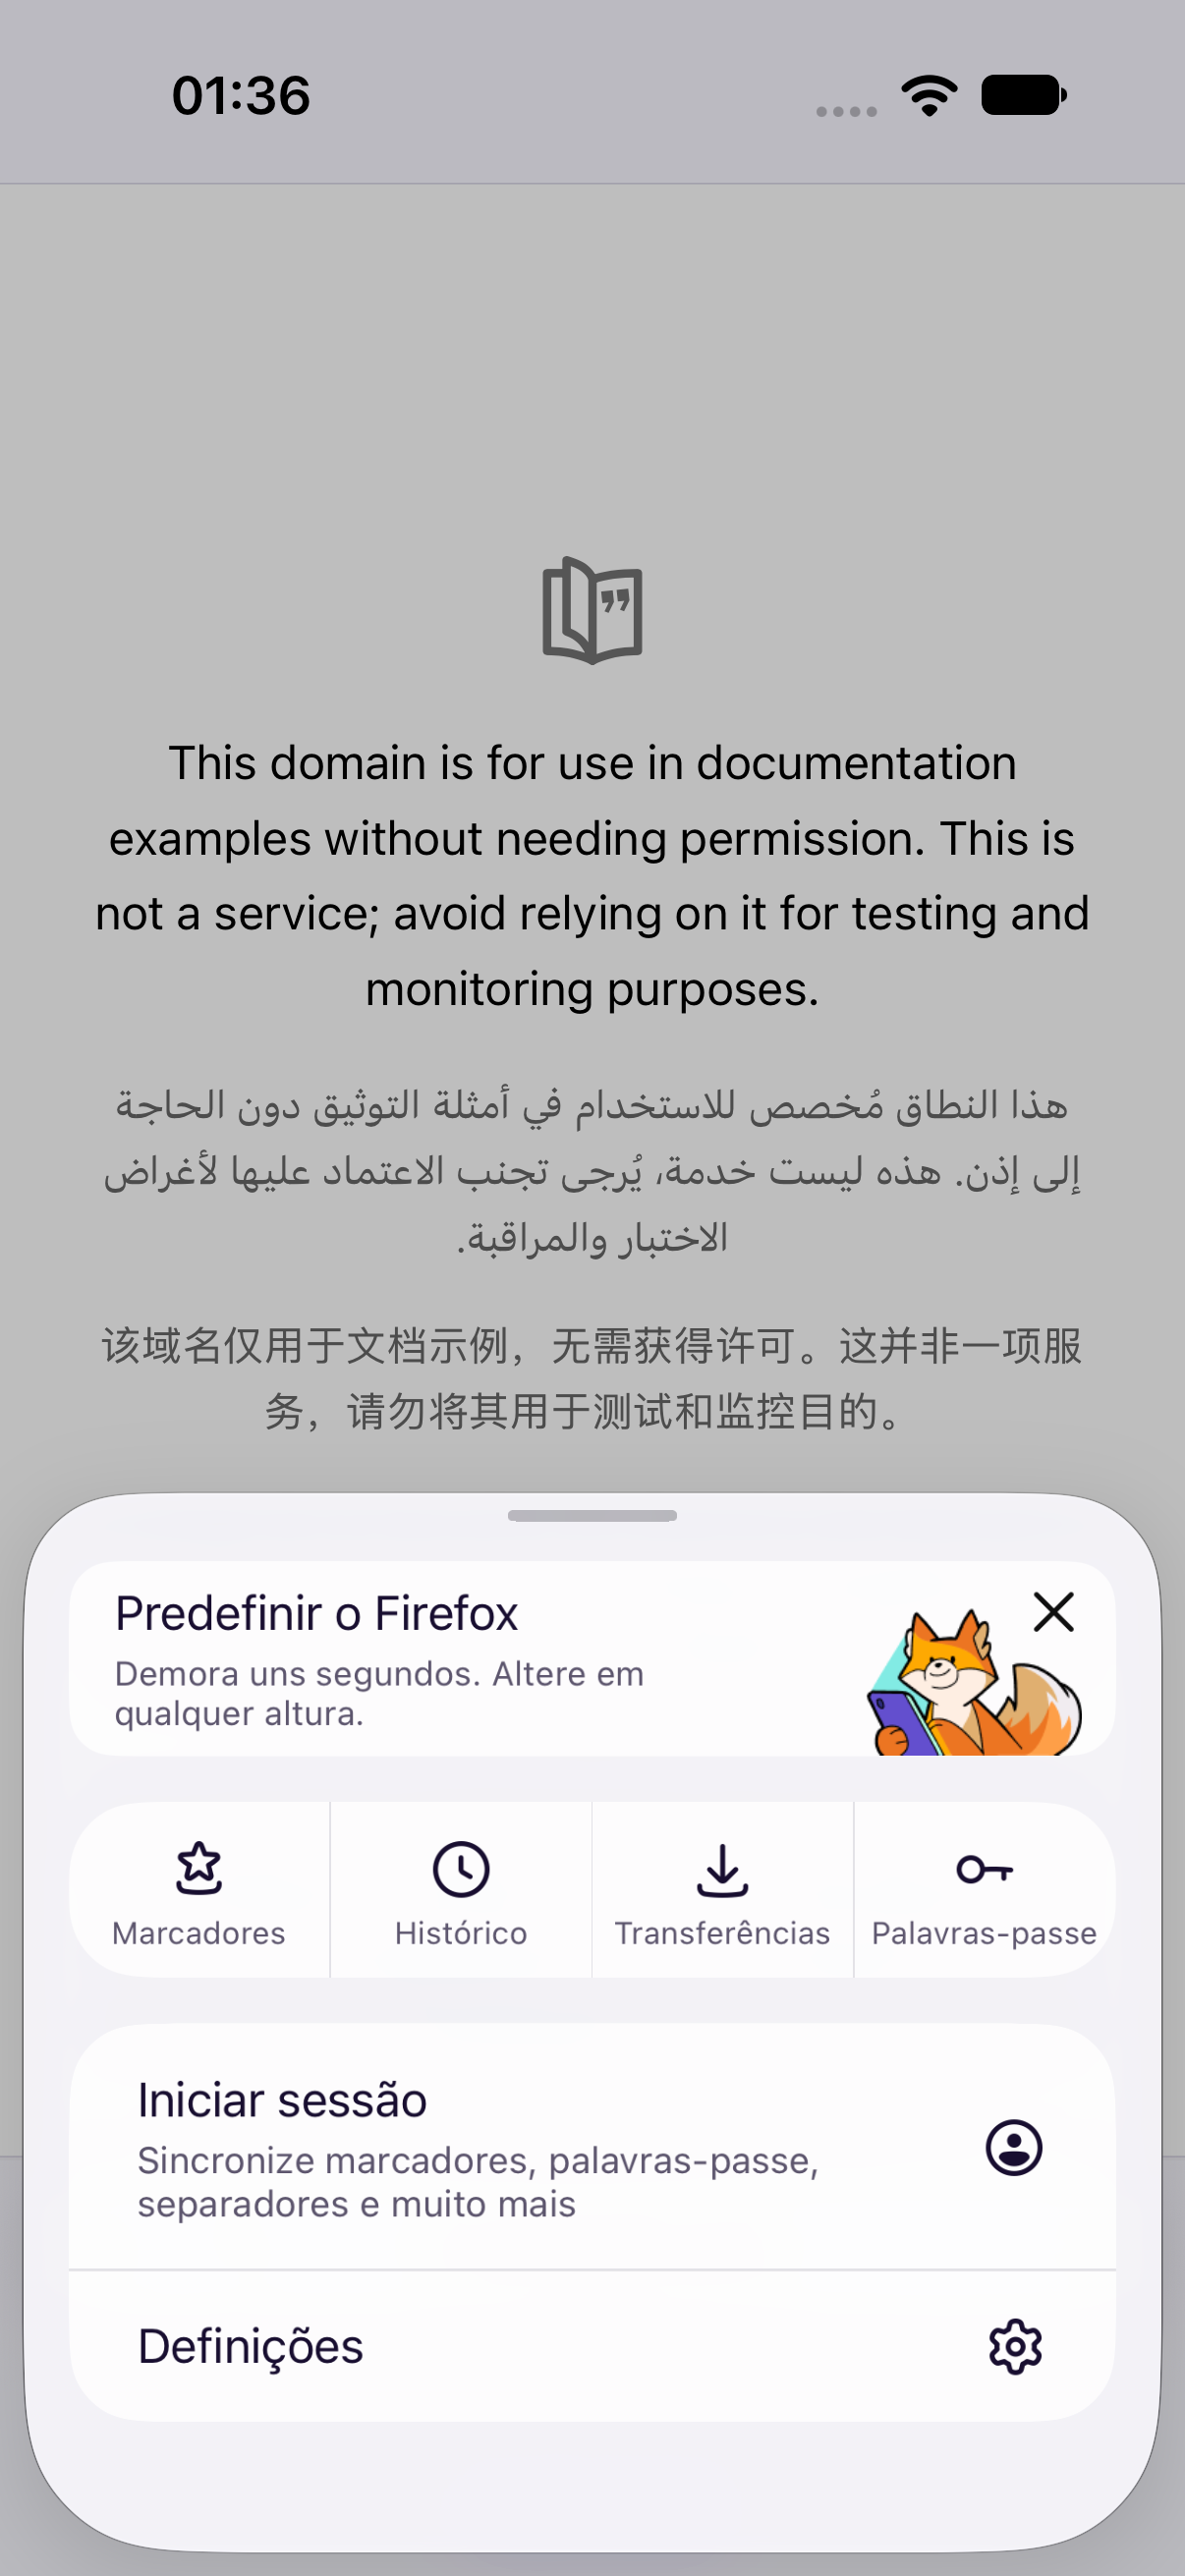 01:36
This domain is for use in documentation
examples without needing permission. This is
not a service; avoid relying on it for testing and
monitoring purposes.
هذا النطاق مُخصص للاستخدام في أمثلة التوثيق دون الحاجة
إلى إذن. هذه ليست خدمة، يُرجى تجنب الاعتماد عليها لأغراض
الاختبار والمراقبة.
该域名仅用于文档示例，无需获得许可。这并非一项服
务，请勿将其用于测试和监控目的。
Predefinir o Firefox
Demora uns segundos. Altere em
qualquer altura.
Marcadores
Histórico
Transferências
Palavras-passe
Iniciar sessão
Sincronize marcadores, palavras-passe,
separadores e muito mais
Definições